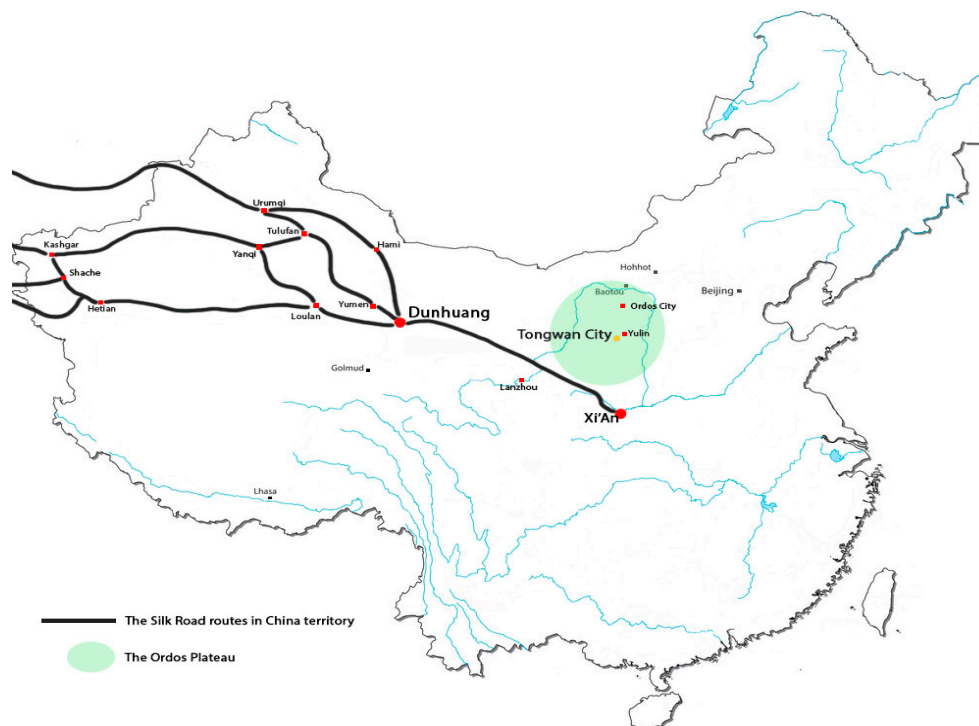 Urumqi
Tulufan
Hami
Kashgar
Yanqi
Shache
Hohhot
Baotou
Beijing
Hetian
Loulan
Yumen
Dunhuang
Ordos City
Tongwan City
Yulin
Golmud
Lanzhou
Xi'An
Lhasa
The Silk Road routes in China territory
The Ordos Plateau